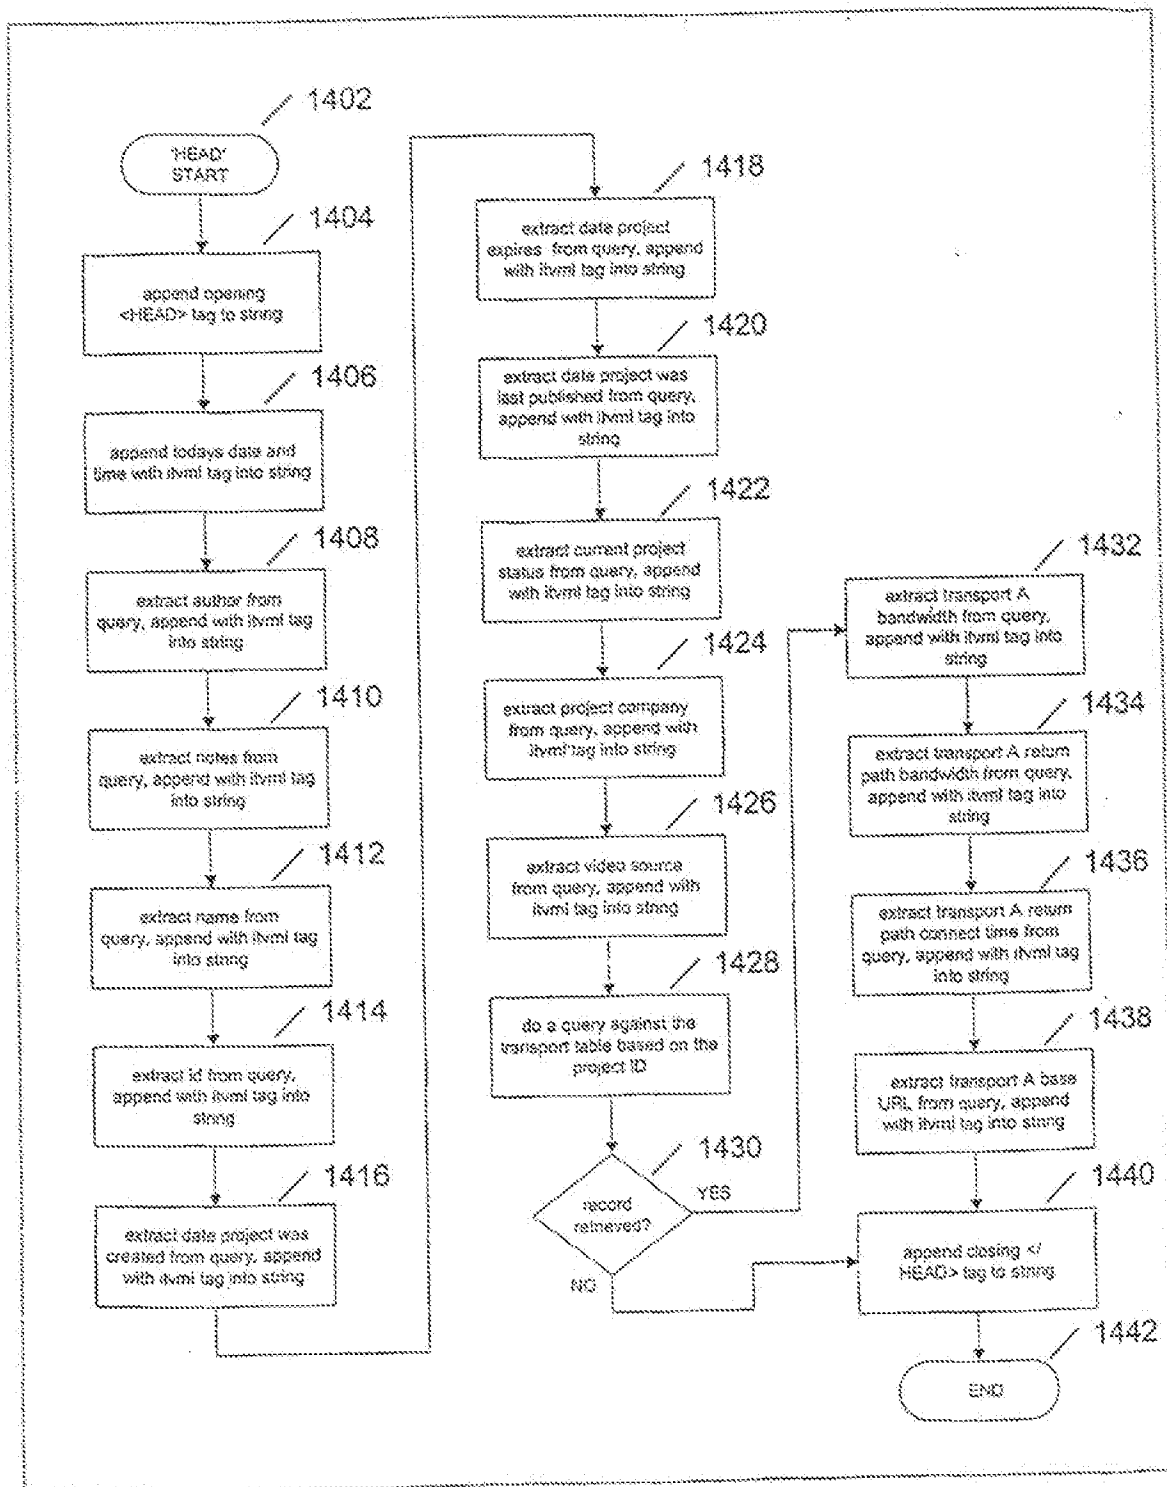 1402
'HEAD'
START
1404
append opening
<HEAD> tag to string
1406
append todays date and
time with itvml tag into string
1408
extract author from
query, append with itvml tag
into string
1410
extract notes from
query, append with itvml tag
into string
1412
extract name from
query, append with itvml tag
into string
1414
extract id from query,
append with itvml tag into
string
1416
extract date project was
created from query, append
with itvml tag into string
1418
extract date project
expires from query, append
with itvml tag into string
1420
extract date project was
last published from query,
append with itvml tag into
string
1422
extract current project
status from query, append
with itvml tag into string
1424
extract project company
from query, append with
itvml tag into string
1426
extract video source
from query, append with
itvml tag into string
1428
do a query against the
transport table based on the
project ID
1430
record
retrieved?
YES
NO
1432
extract transport A
bandwidth from query,
append with itvml tag into
string
1434
extract transport A return
path bandwidth from query,
append with itvml tag into
string
1436
extract transport A return
path connect time from
query, append with itvml tag
into string
1438
extract transport A base
URL from query, append
with itvml tag into string
1440
append closing </
HEAD> tag to string
1442
END